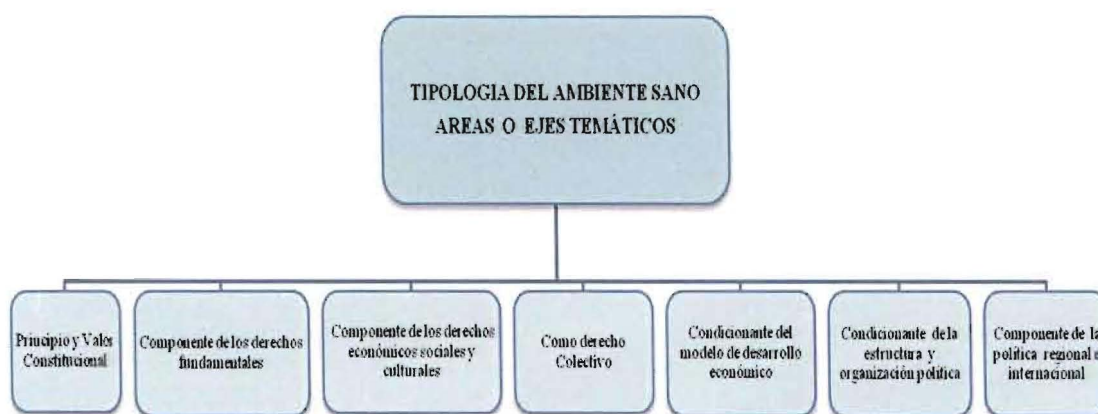 TIPOLOGIA DEL AMBIENTE SANO
AREAS O EJES TEMÁTICOS
Principio y Valor
Constitucional
Componente de los derechos
fundamentales
Componente de los derechos
económicos sociales y
culturales
Como derecho
Colectivo
Condicionante del
modelo de desarrollo
económico
Condicionante de la
estructura y
organización política
Componente de la
política regional e
internacional